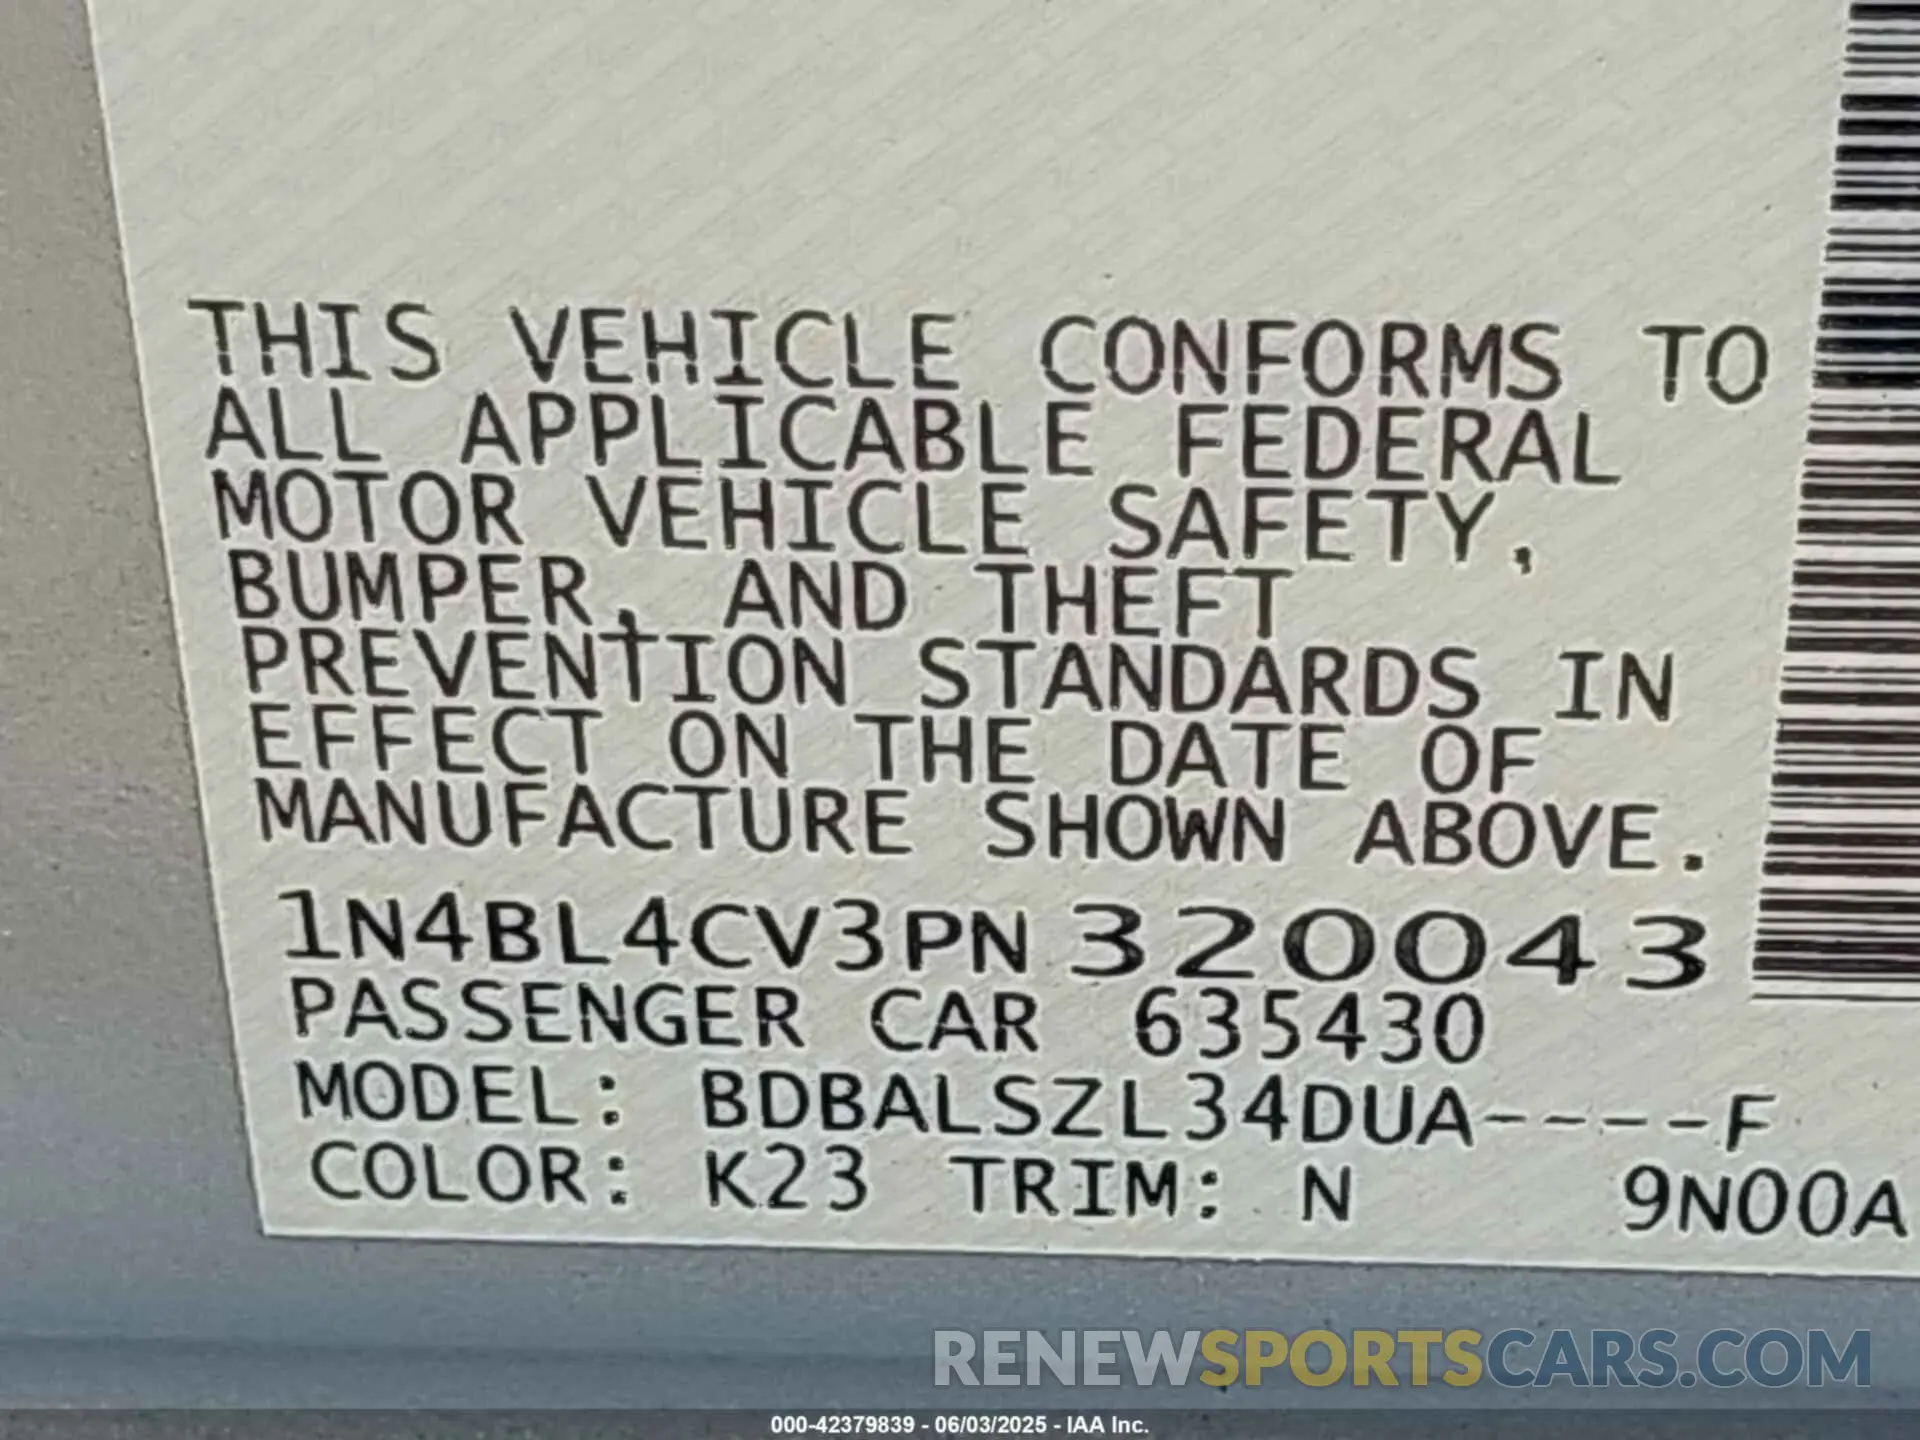 THIS VEHICLE CONFORMS TO
ALL APPLICABLE FEDERAL
MOTOR VEHICLE SAFETY,
BUMPER, AND THEFT
PREVENTION STANDARDS IN
EFFECT ON THE DATE OF
MANUFACTURE SHOWN ABOVE.
1N4BL4CV3PN320043
PASSENGER CAR 635430
MODEL: BDBALSZL34DUA----F
COLOR: K23 TRIM: N 9N00A
RENEWSPORTSCARS.COM
000-42379839 - 06/03/2025 - IAA Inc.